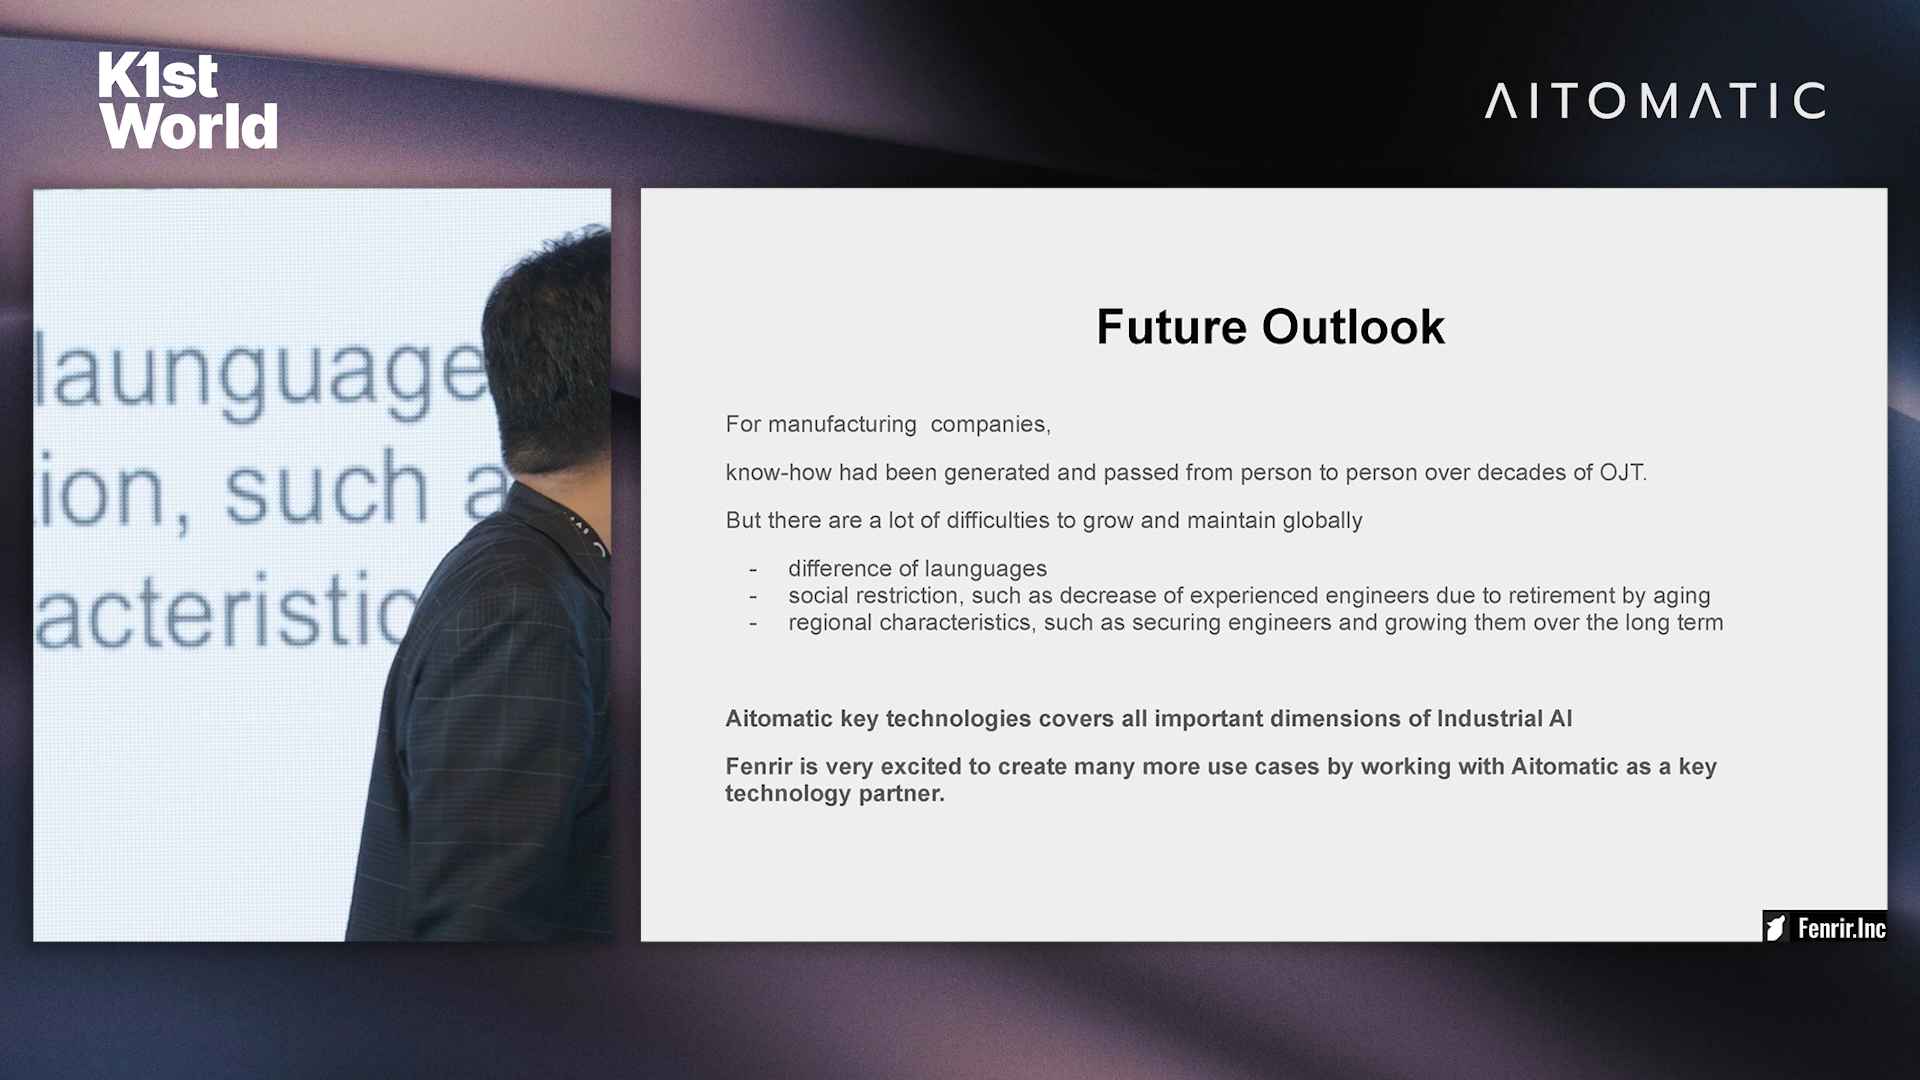 K1st
World
AITOMATIC
launguage
ion, such a
acteristic
Future Outlook
For manufacturing  companies,
know-how had been generated and passed from person to person over decades of OJT.
But there are a lot of difficulties to grow and maintain globally
- difference of launguages
- social restriction, such as decrease of experienced engineers due to retirement by aging
- regional characteristics, such as securing engineers and growing them over the long term
Aitomatic key technologies covers all important dimensions of Industrial AI
Fenrir is very excited to create many more use cases by working with Aitomatic as a key
technology partner.
Fenrir.Inc